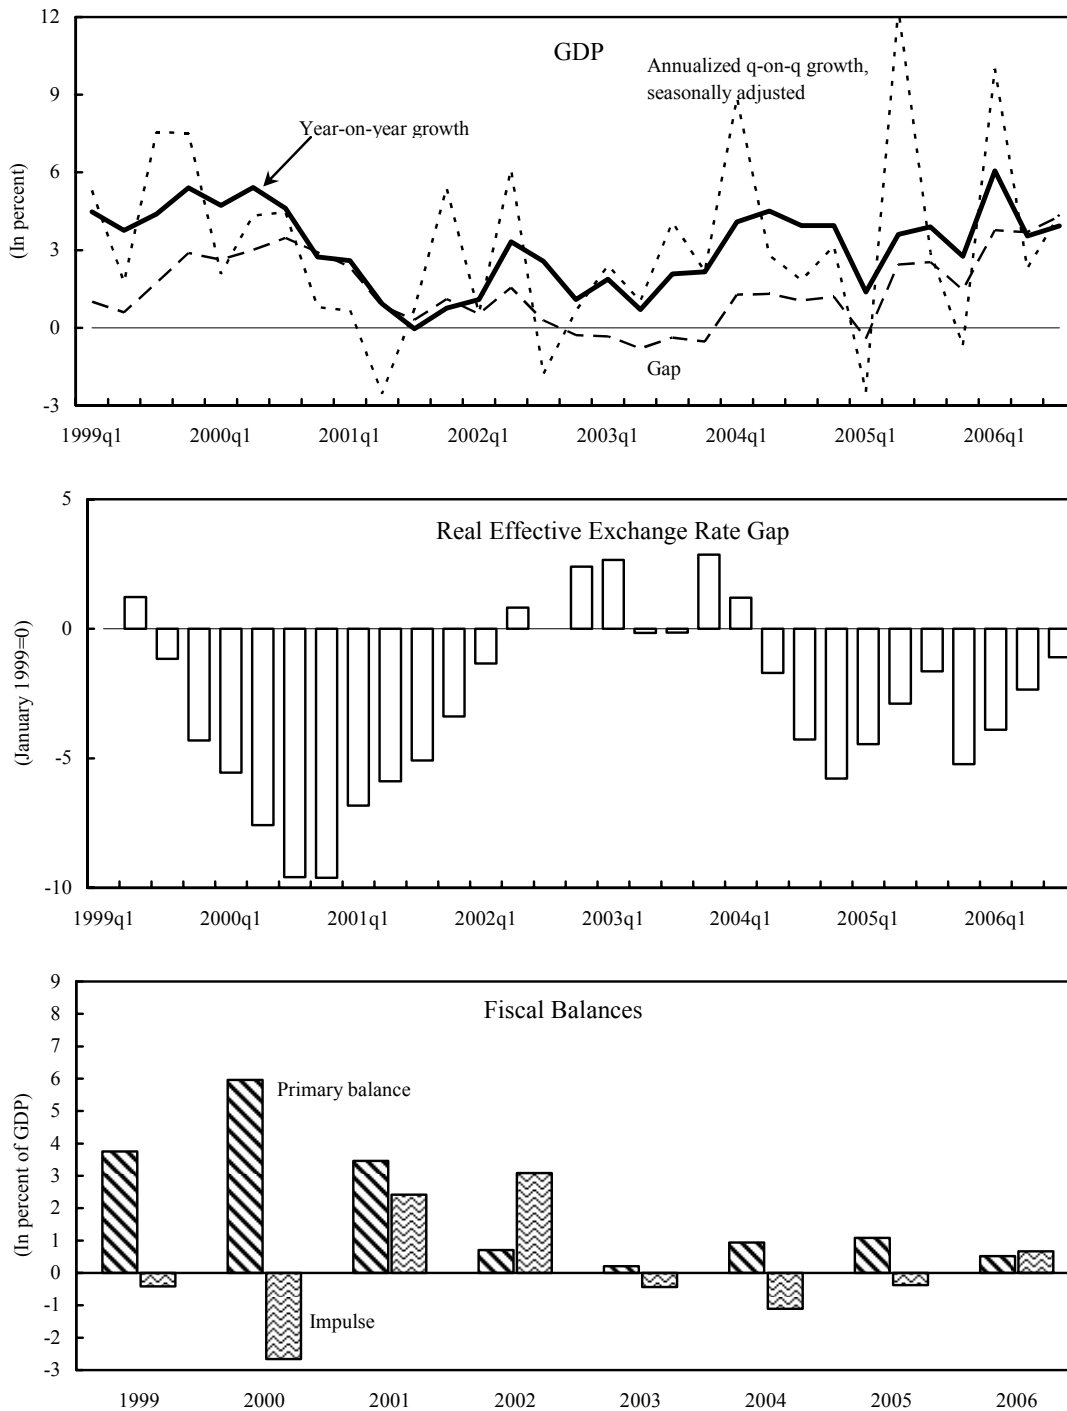 12
GDP
Annualized q-on-q growth,
seasonally adjusted
9
Year-on-year growth
6
(In percent)
3
0
Gap
-3
1999q1 2000q1 2001q1 2002q1 2003q1 2004q1 2005q1 2006q1
5
Real Effective Exchange Rate Gap
0
(January 1999=0)
-5
-10
1999q1 2000q1 2001q1 2002q1 2003q1 2004q1 2005q1 2006q1
9
Fiscal Balances
8
7
6
Primary balance
5
(In percent of GDP)
4
3
2
1
0
-1
Impulse
-2
-3
1999 2000 2001 2002 2003 2004 2005 2006